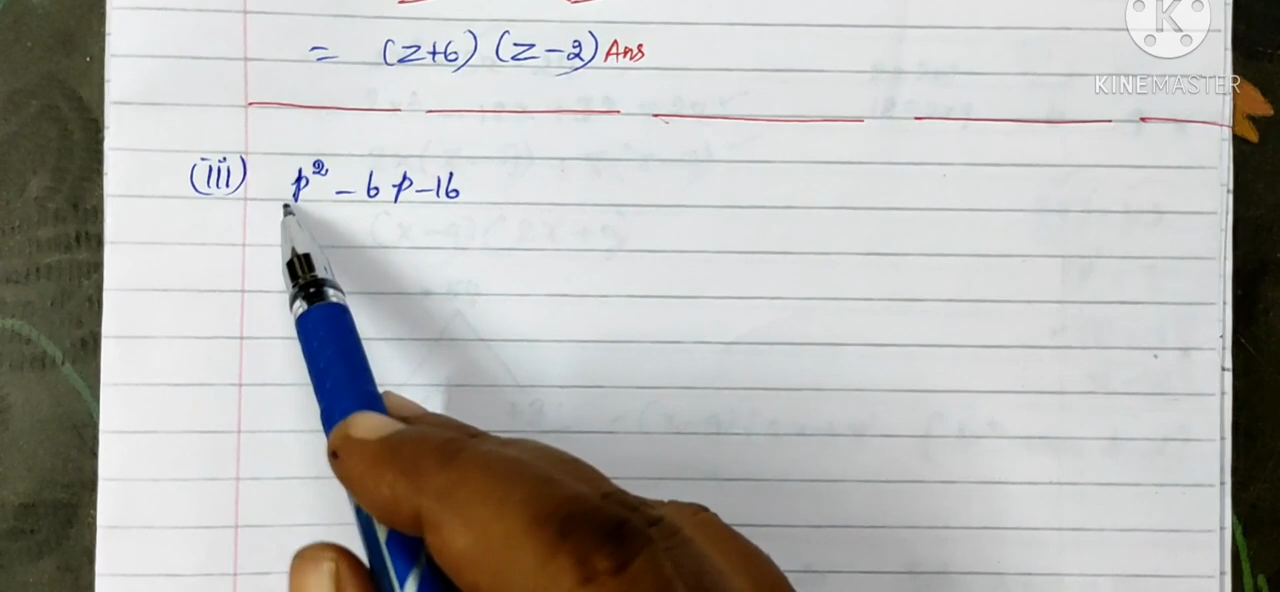 K
= (z+6) (z-2) Ans
KINEMASTER
(iii) p² - 6p - 16